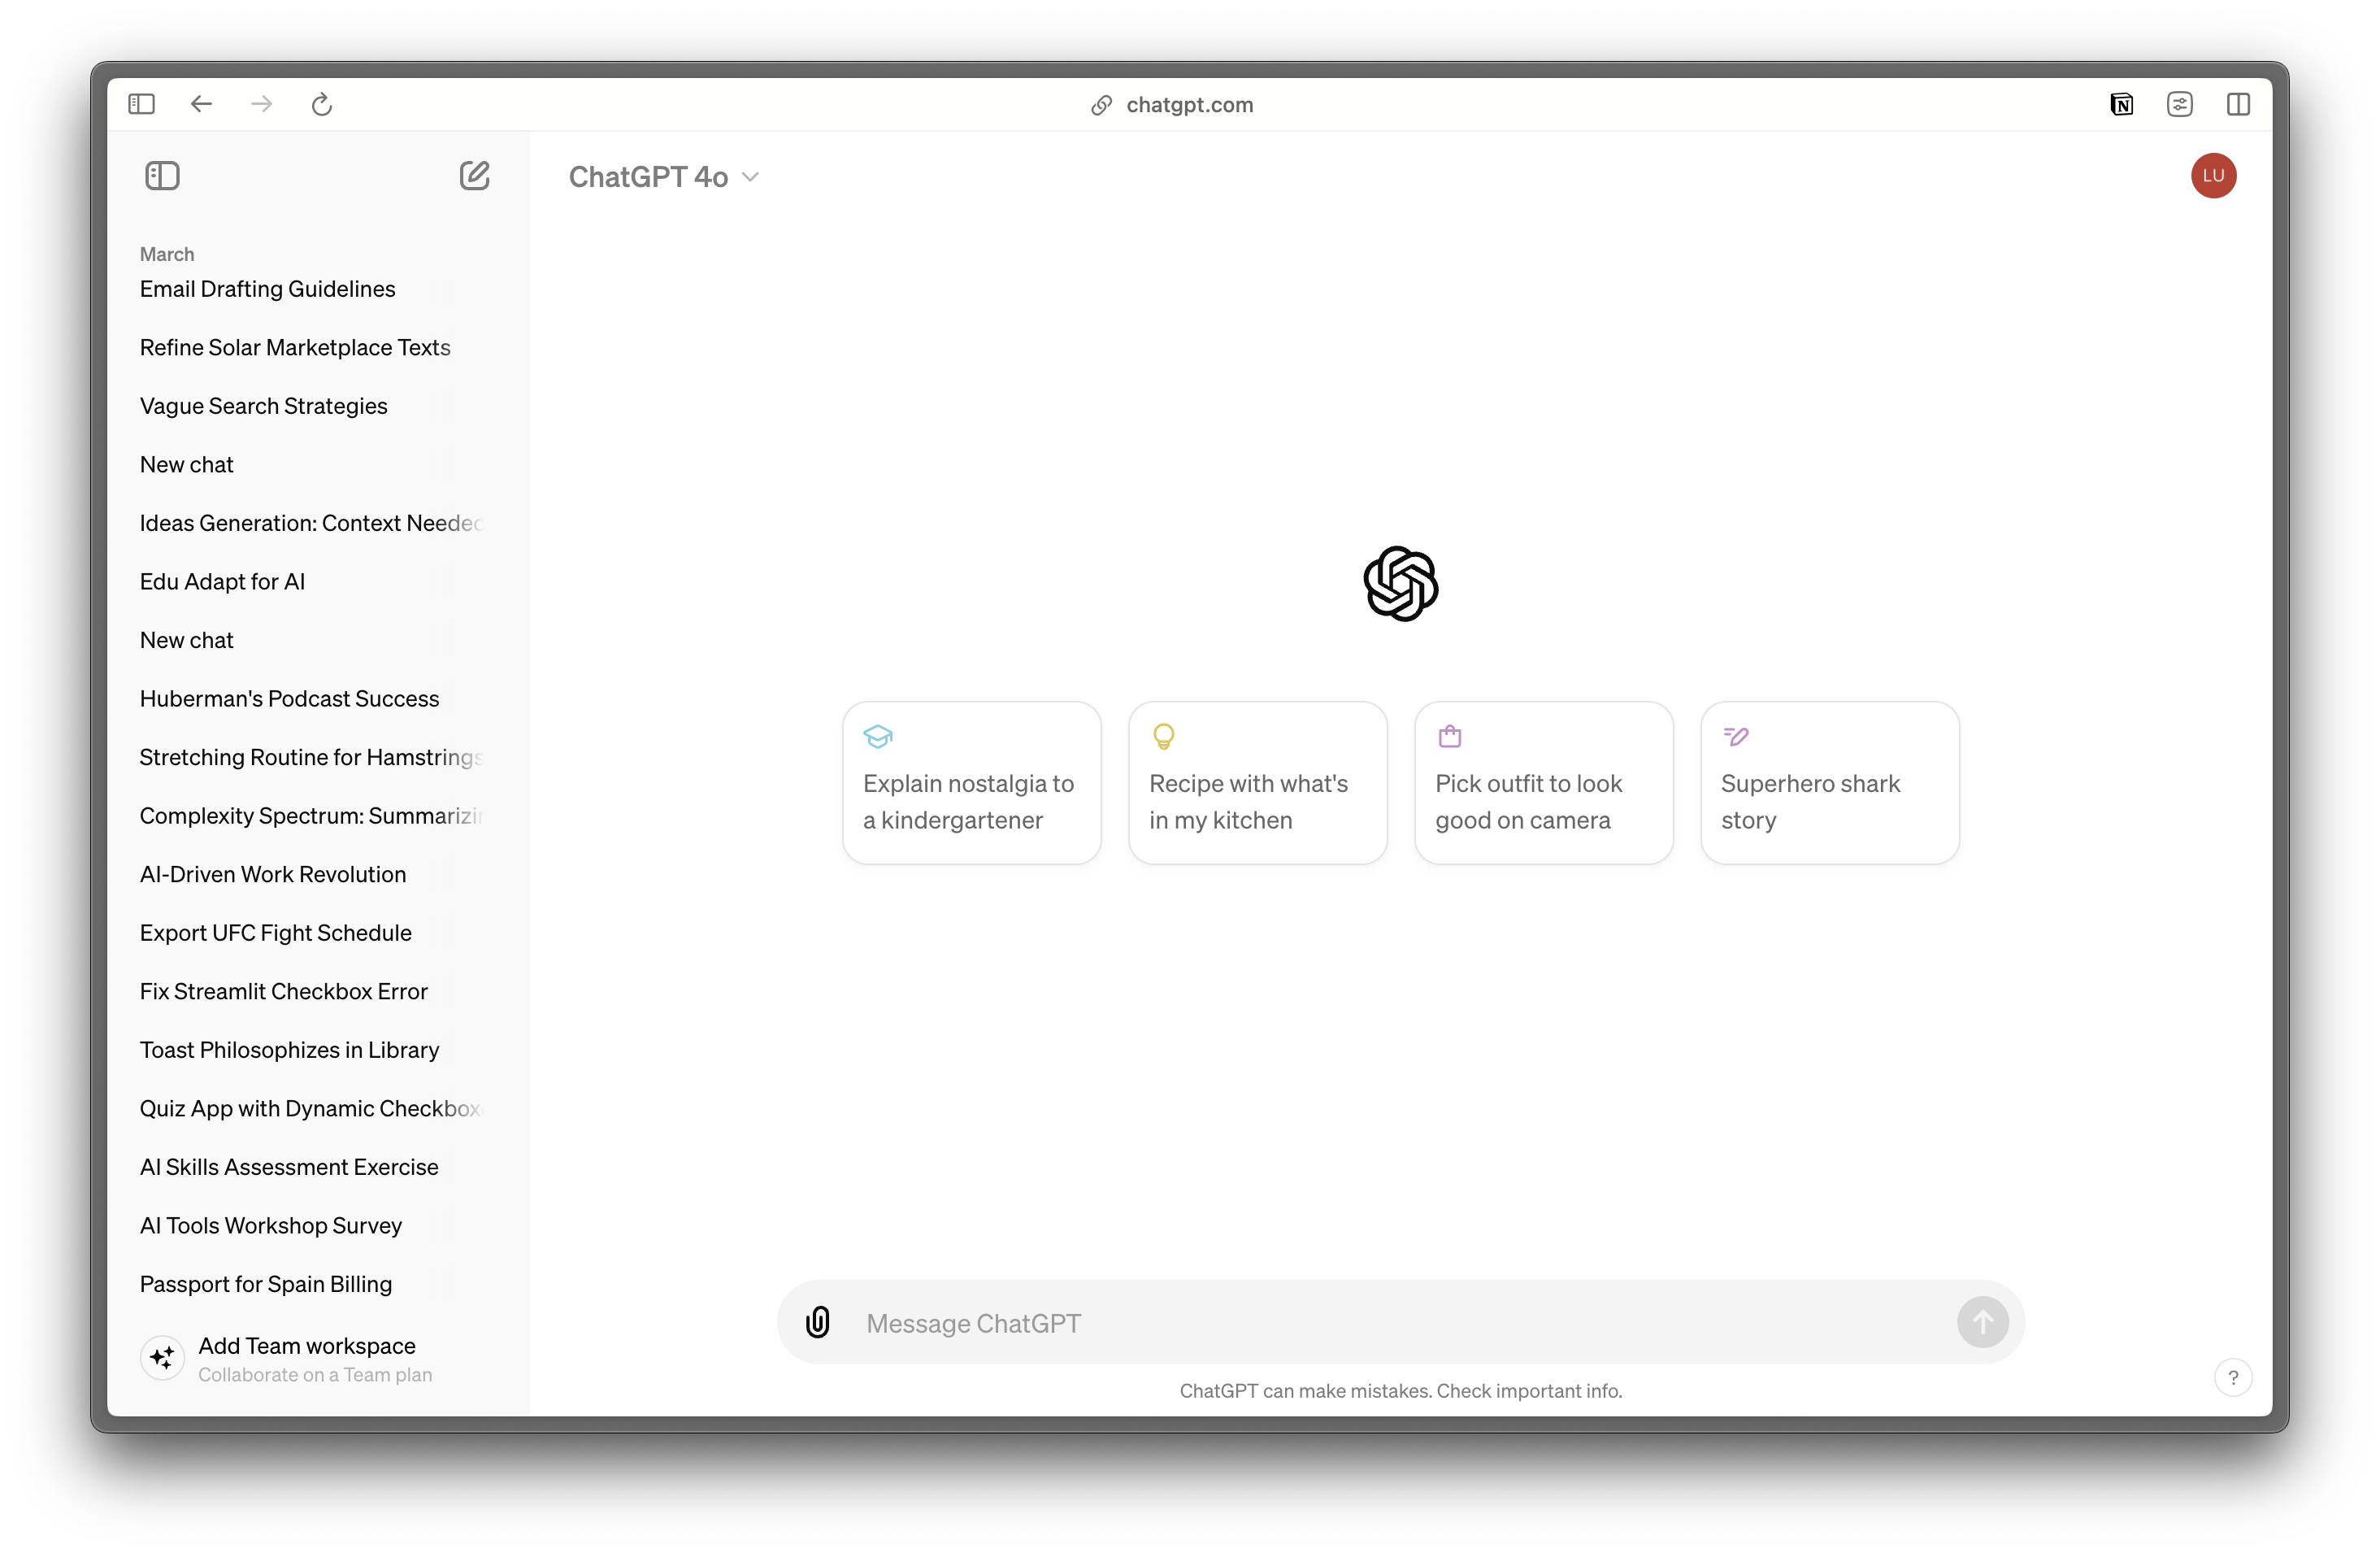 chatgpt.com
N
ChatGPT 4o
LU
March
Email Drafting Guidelines
Refine Solar Marketplace Texts
Vague Search Strategies
New chat
Ideas Generation: Context Needed
Edu Adapt for AI
New chat
Huberman's Podcast Success
Stretching Routine for Hamstrings
Complexity Spectrum: Summarizi
AI-Driven Work Revolution
Export UFC Fight Schedule
Fix Streamlit Checkbox Error
Toast Philosophizes in Library
Quiz App with Dynamic Checkbox
AI Skills Assessment Exercise
AI Tools Workshop Survey
Passport for Spain Billing
Add Team workspace
Collaborate on a Team plan
Explain nostalgia to
a kindergartener
Recipe with what's
in my kitchen
Pick outfit to look
good on camera
Superhero shark
story
Message ChatGPT
ChatGPT can make mistakes. Check important info.
?